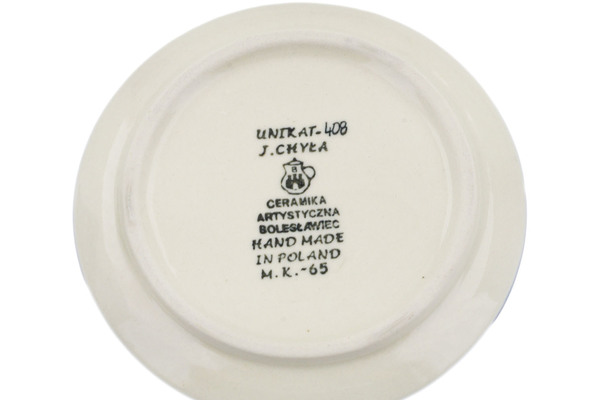 UNIKAT-408
J. CHYŁA
B
CERAMIKA
ARTYSTYCZNA
BOLESŁAWIEC
HAND MADE
IN POLAND
M.K.-65